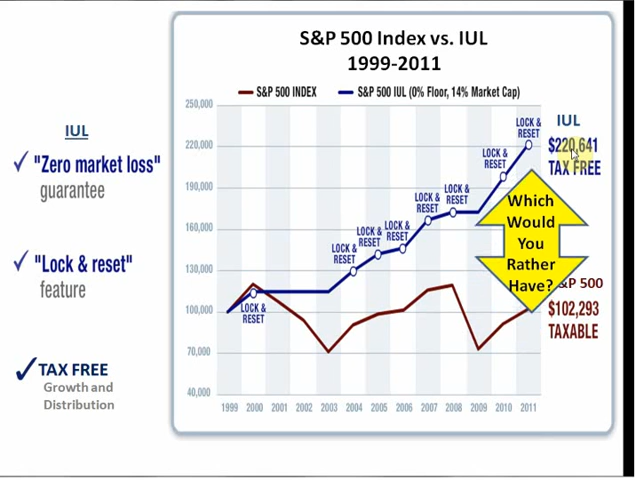 S&P 500 Index vs. IUL
1999-2011
S&P 500 INDEX
S&P 500 IUL (0% Floor, 14% Market Cap)
IUL
✓ "Zero market loss"
guarantee
✓ "Lock & reset"
feature
✓ TAX FREE
Growth and
Distribution
250,000
220,000
190,000
160,000
130,000
100,000
70,000
40,000
LOCK &
RESET
LOCK &
RESET
LOCK &
RESET
LOCK &
RESET
LOCK &
RESET
LOCK &
RESET
LOCK &
RESET
LOCK &
RESET
1999 2000 2001 2002 2003 2004 2005 2006 2007 2008 2009 2010 2011
IUL
$220,641
TAX FREE
Which
Would
You
Rather
Have?
&P 500
$102,293
TAXABLE